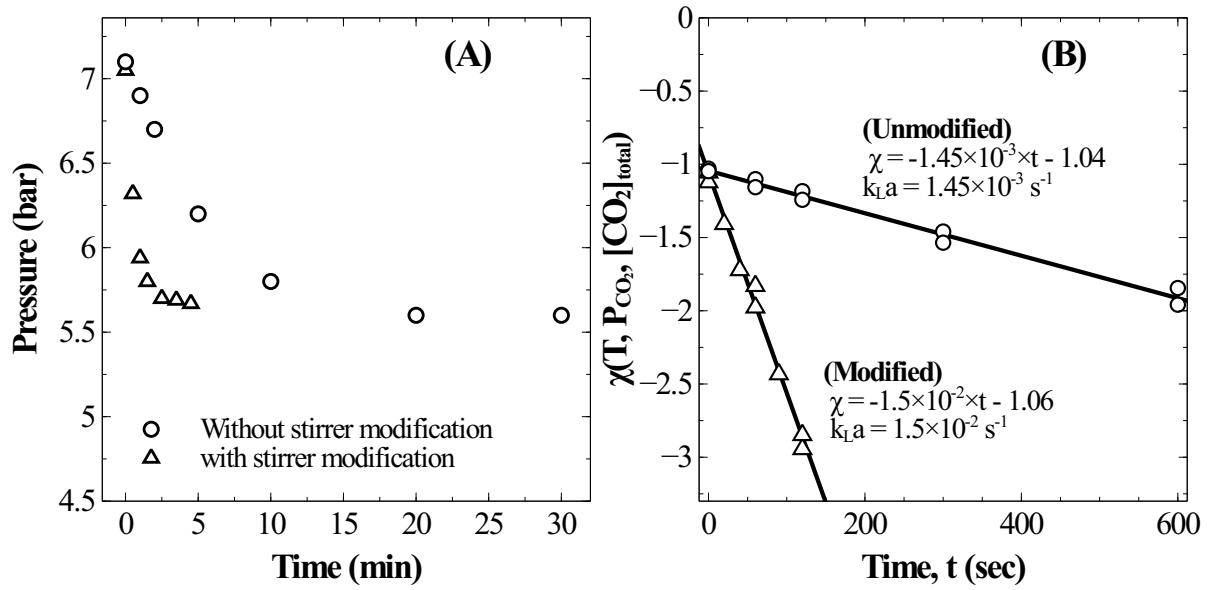 (A)
7
6.5
6
5.5
5
4.5
Pressure (bar)
0 5 10 15 20 25 30
Time (min)
Without stirrer modification
with stirrer modification
(B)
0
−0.5
−1
−1.5
−2
−2.5
−3
χ(T, P_CO₂, [CO₂]_total)
0 200 400 600
Time, t (sec)
(Unmodified)
χ = -1.45×10⁻³×t - 1.04
k_La = 1.45×10⁻³ s⁻¹
(Modified)
χ = -1.5×10⁻²×t - 1.06
k_La = 1.5×10⁻² s⁻¹